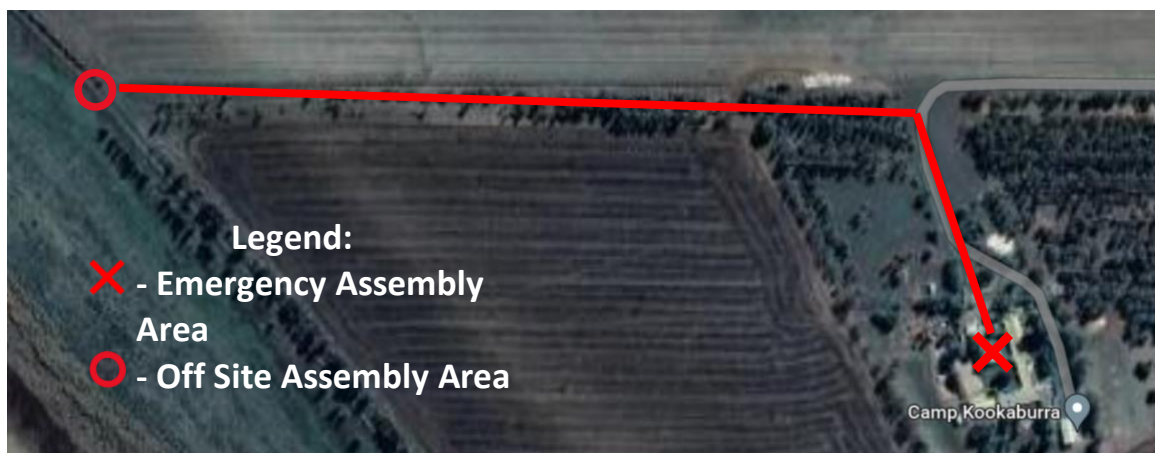 Legend:
- Emergency Assembly
Area
- Off Site Assembly Area
Camp Kookaburra